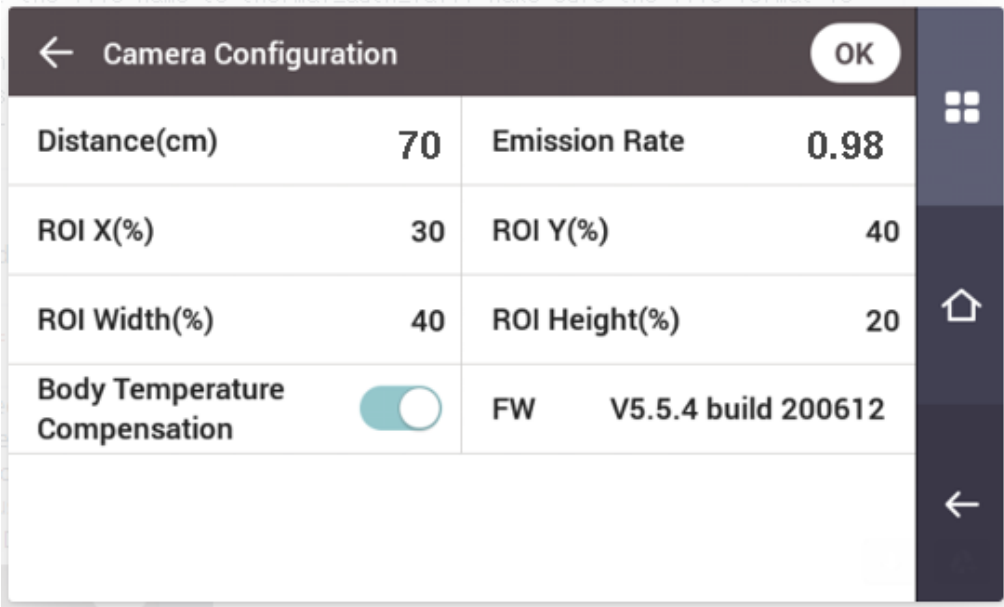 Camera Configuration
OK
Distance(cm) 70
Emission Rate 0.98
ROI X(%) 30
ROI Y(%) 40
ROI Width(%) 40
ROI Height(%) 20
Body Temperature
Compensation
FW V5.5.4 build 200612